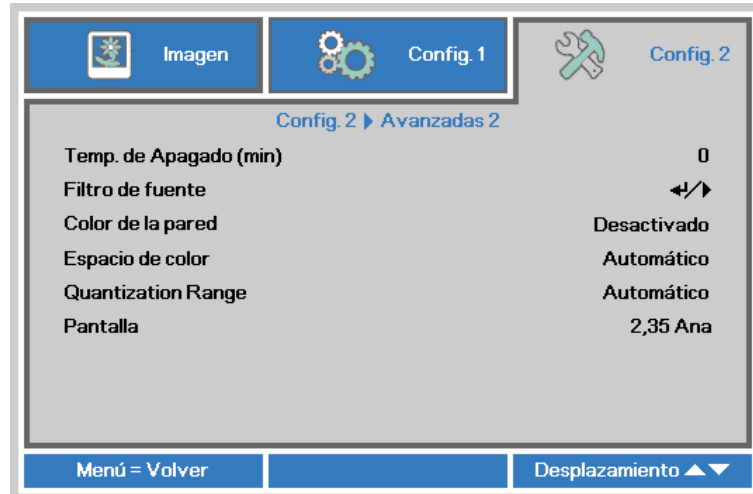 Imagen
Config. 1
Config. 2
Config. 2 ▶ Avanzadas 2
Temp. de Apagado (min) 0
Filtro de fuente ↵/▶
Color de la pared Desactivado
Espacio de color Automático
Quantization Range Automático
Pantalla 2,35 Ana
Menú = Volver
Desplazamiento ▲▼